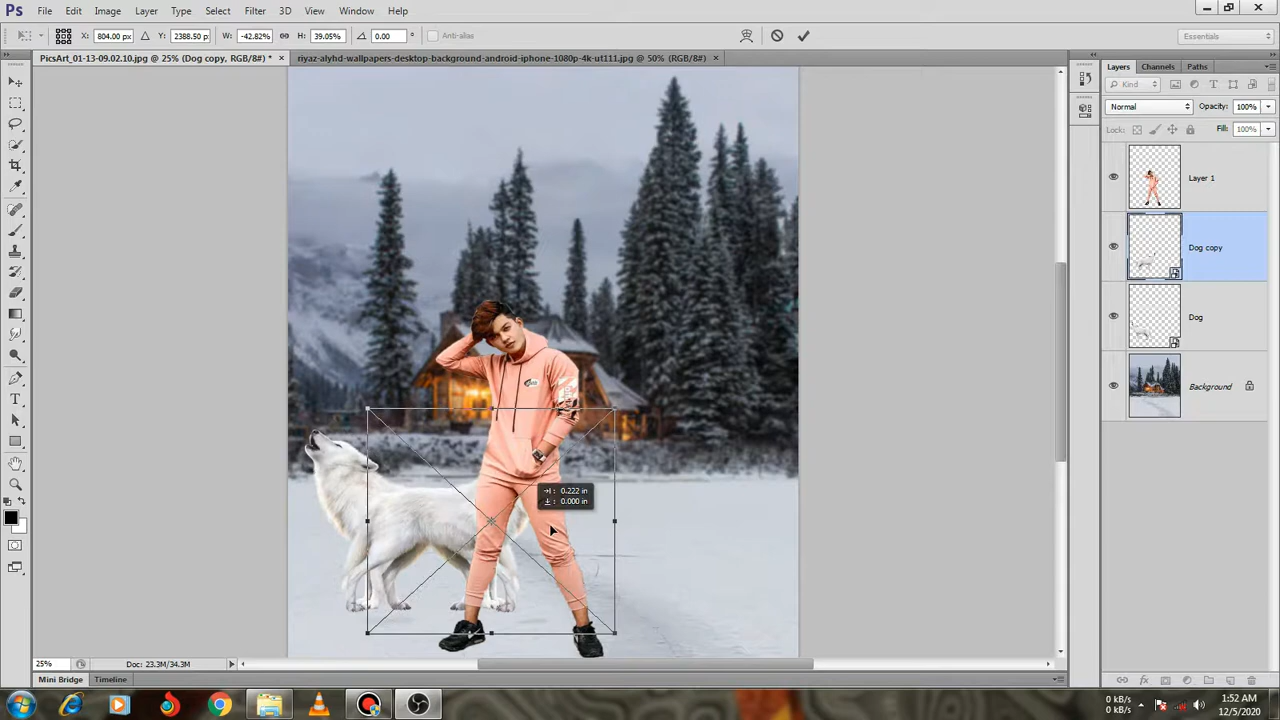 Ps File Edit Image Layer Type Select Filter 3D View Window Help
X: 804.00 px Y: 2388.50 px W: -42.82% H: 39.05% 0.00 ° Anti-alias Essentials
PicsArt_01-13-09.02.10.jpg @ 25% (Dog copy, RGB/8#) * × riyaz-alyhd-wallpapers-desktop-background-android-iphone-1080p-4k-ut111.jpg @ 50% (RGB/8#) ×
Layers Channels Paths
Kind
Normal Opacity: 100%
Lock: Fill: 100%
Layer 1
Dog copy
Dog
Background
0.222 in
0.000 in
25% Doc: 23.3M/34.3M
Mini Bridge Timeline
0 kB/s
0 kB/s
1:52 AM
12/5/2020